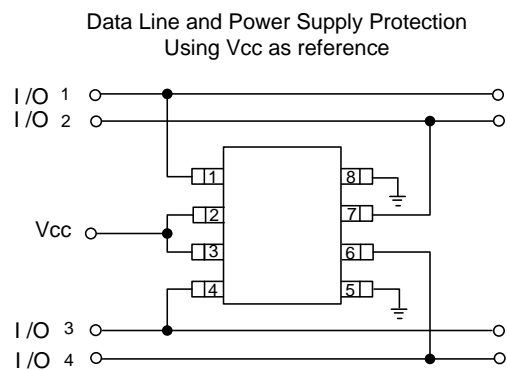 Data Line and Power Supply Protection
Using Vcc as reference
I/O 1
I/O 2
1 8
2 7
Vcc
3 6
4 5
I/O 3
I/O 4